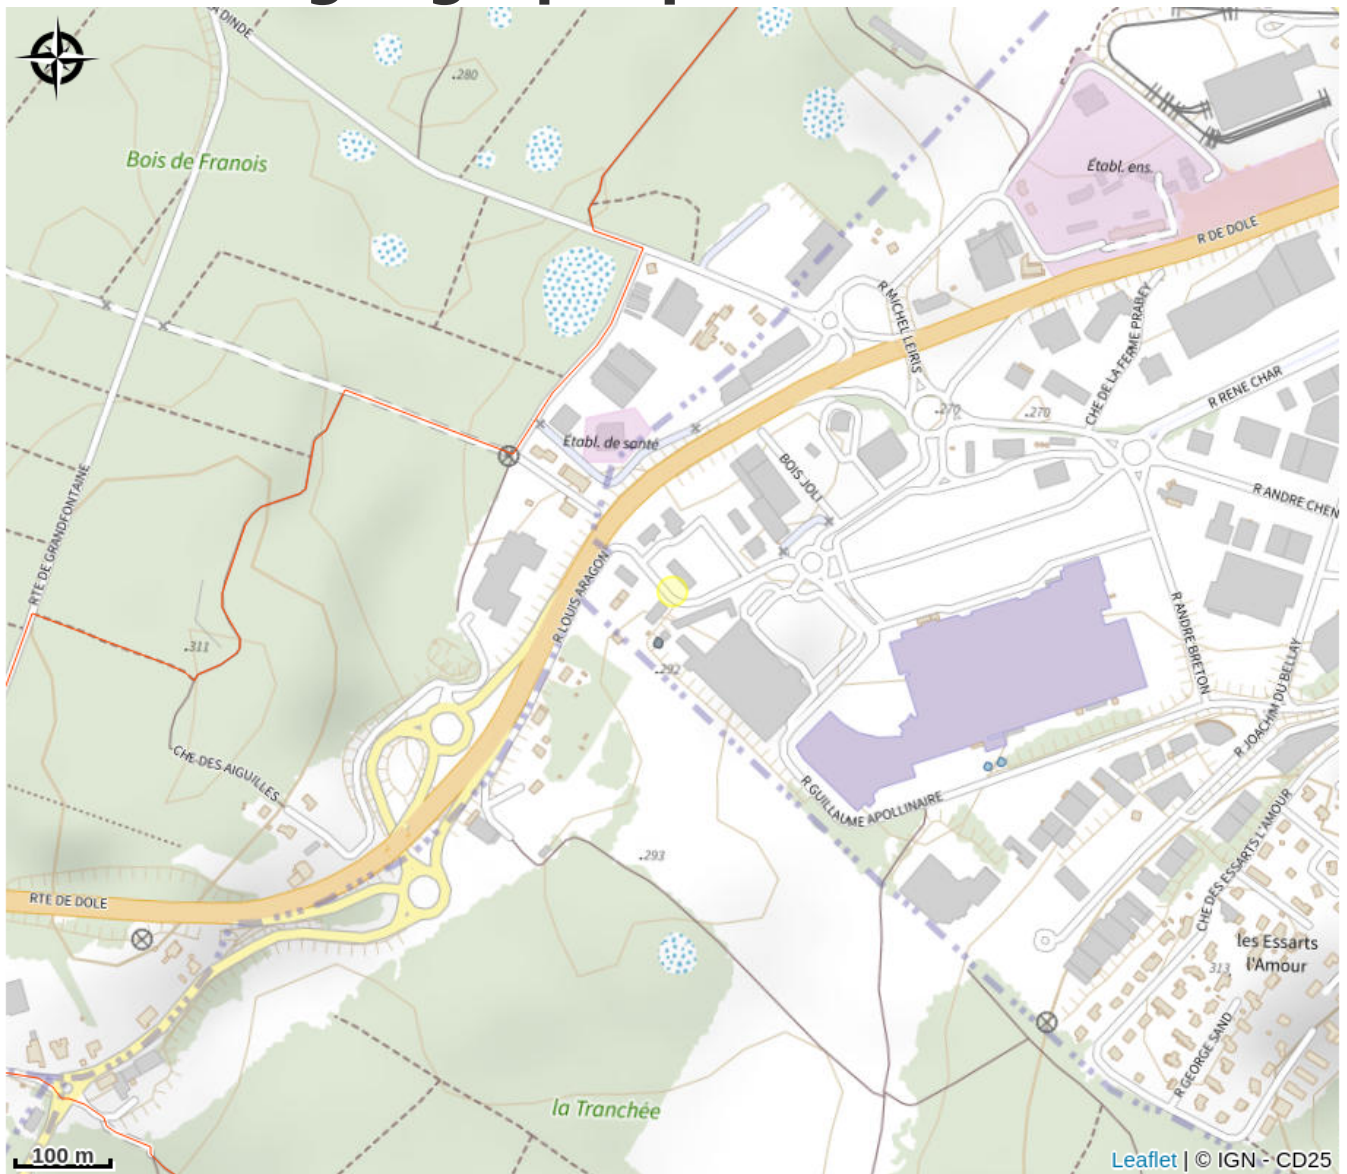 A DINDE
.280
Bois de Franois
Établ. ens.
R DE DOLE
R MICHEL LEIRIS
CHE DE LA FERME PRABEY
R RENE CHAR
.270
.270
Établ. de santé
BOIS JOLI
R ANDRE CHEN
RTE DE GRANDFONTAINE
R LOUIS ARAGON
R ANDRE BRETON
.311
.292
R JOACHIM DU BELLAY
CHE DES AIGUILLES
R GUILLAUME APOLLINAIRE
CHE DES ESSARTS L'AMOUR
.293
RTE DE DOLE
les Essarts
l'Amour
313
R GEORGE SAND
la Tranchée
100 m
Leaflet | © IGN - CD25